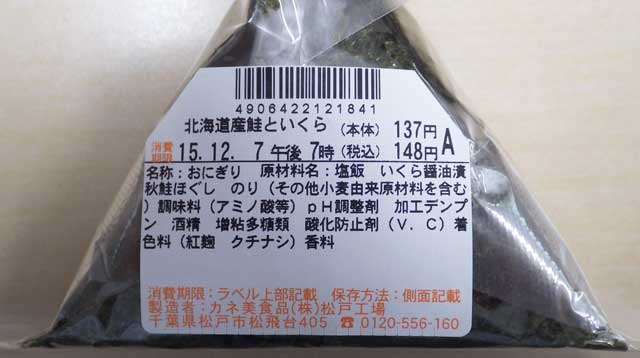 4906422121841
北海道産鮭といくら (本体) 137円
消費期限 15.12. 7 午後 7時 (税込) 148円 A
名称:おにぎり 原材料名:塩飯 いくら醤油漬
秋鮭ほぐし のり(その他小麦由来原材料を含む
)調味料(アミノ酸等)pH調整剤 加工デンプ
ン 酒精 増粘多糖類 酸化防止剤(V.C)着
色料(紅麹 クチナシ)香料
消費期限:ラベル上部記載 保存方法:側面記載
製造者:カネ美食品(株)松戸工場
千葉県松戸市松飛台405 ☎0120-556-160